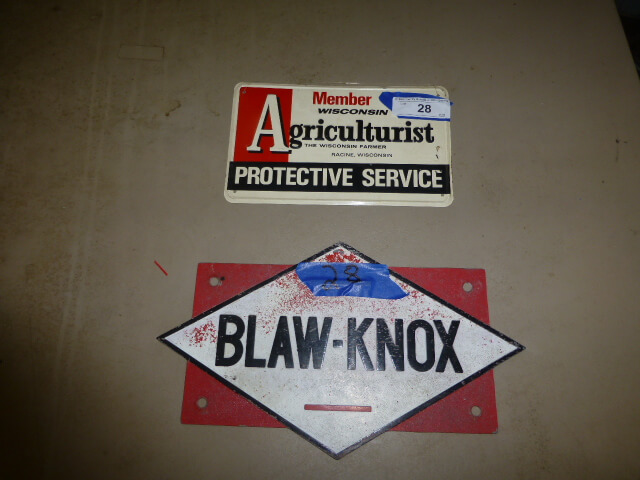 Member
WISCONSIN
Agriculturist
THE WISCONSIN FARMER
RACINE, WISCONSIN
PROTECTIVE SERVICE
28
28
BLAW-KNOX